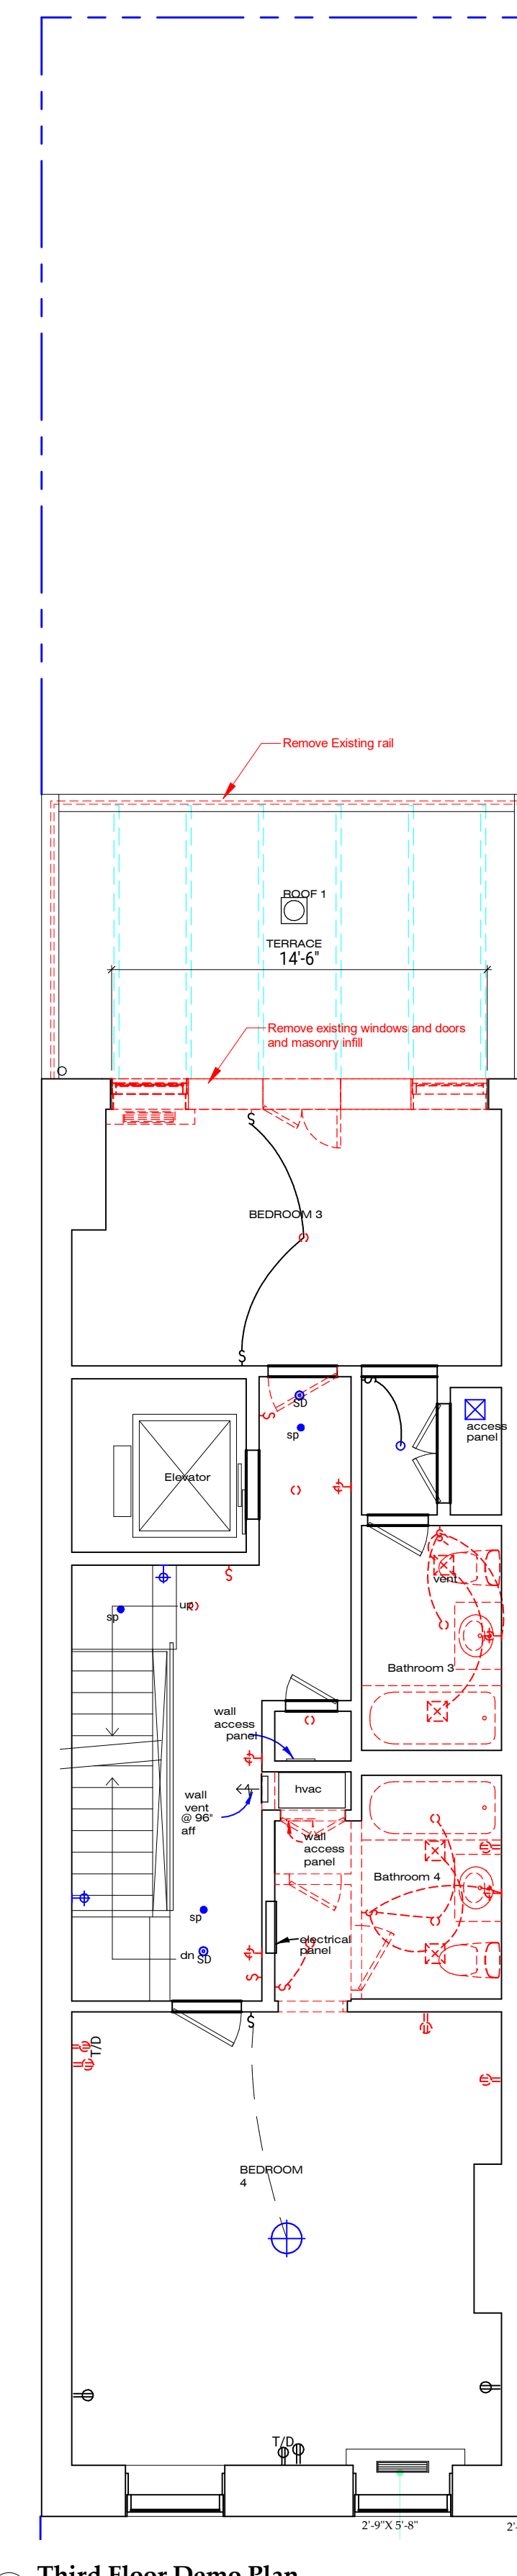 Remove Existing rail
ROOF 1
TERRACE
14'-6"
Remove existing windows and doors
and masonry infill
S
BEDROOM 3
S
S
SD
S
sp
access
panel
Elevator
vent
S
up
sp
Bathroom 3
wall
access
panel
hvac
wall
vent
@ 96"
aff
wall
access
panel
Bathroom 4
sp
electrical
panel
dn
SD
S
S
S
T/D
BEDROOM
4
T/D
2'-9"X 5'-8"
2'-
Third Floor Demo Plan